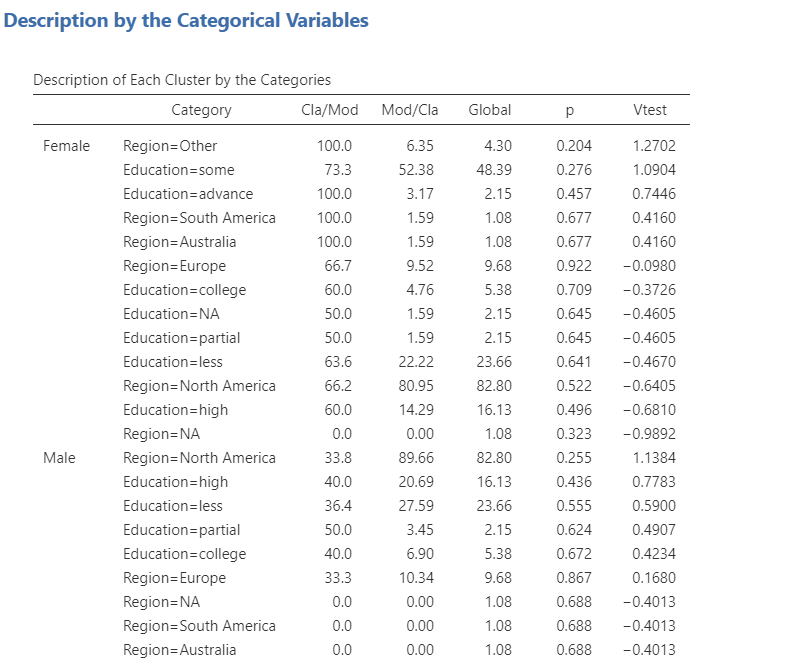 Description by the Categorical Variables
Description of Each Cluster by the Categories
Category Cla/Mod Mod/Cla Global p Vtest
Female Region=Other 100.0 6.35 4.30 0.204 1.2702
Education=some 73.3 52.38 48.39 0.276 1.0904
Education=advance 100.0 3.17 2.15 0.457 0.7446
Region=South America 100.0 1.59 1.08 0.677 0.4160
Region=Australia 100.0 1.59 1.08 0.677 0.4160
Region=Europe 66.7 9.52 9.68 0.922 −0.0980
Education=college 60.0 4.76 5.38 0.709 −0.3726
Education=NA 50.0 1.59 2.15 0.645 −0.4605
Education=partial 50.0 1.59 2.15 0.645 −0.4605
Education=less 63.6 22.22 23.66 0.641 −0.4670
Region=North America 66.2 80.95 82.80 0.522 −0.6405
Education=high 60.0 14.29 16.13 0.496 −0.6810
Region=NA 0.0 0.00 1.08 0.323 −0.9892
Male Region=North America 33.8 89.66 82.80 0.255 1.1384
Education=high 40.0 20.69 16.13 0.436 0.7783
Education=less 36.4 27.59 23.66 0.555 0.5900
Education=partial 50.0 3.45 2.15 0.624 0.4907
Education=college 40.0 6.90 5.38 0.672 0.4234
Region=Europe 33.3 10.34 9.68 0.867 0.1680
Region=NA 0.0 0.00 1.08 0.688 −0.4013
Region=South America 0.0 0.00 1.08 0.688 −0.4013
Region=Australia 0.0 0.00 1.08 0.688 −0.4013